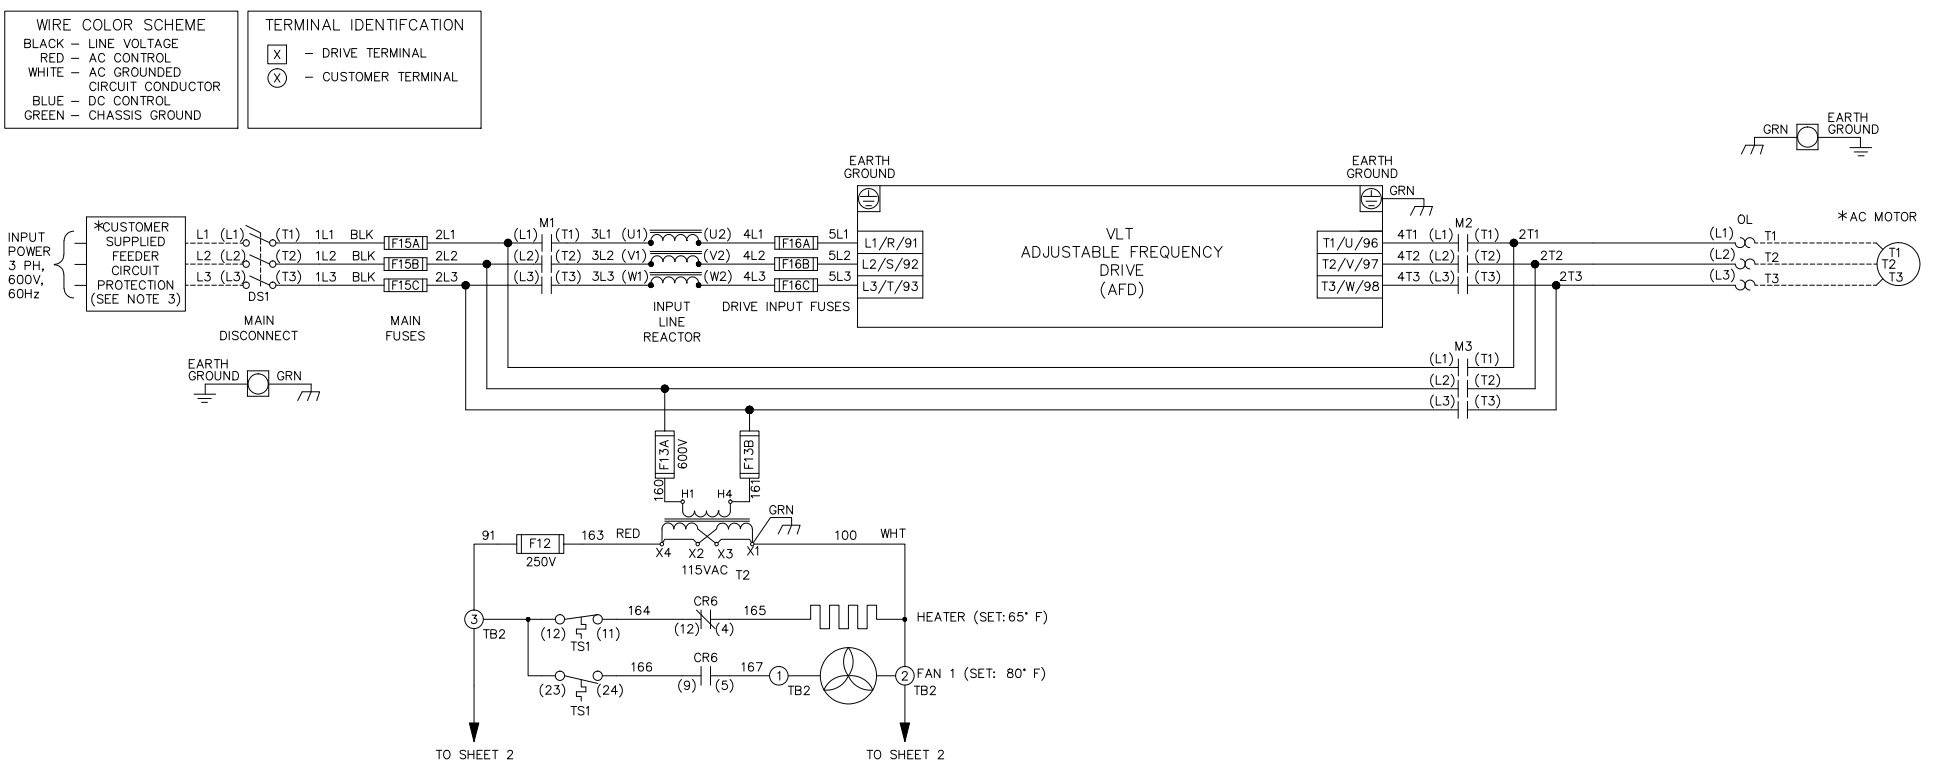 WIRE COLOR SCHEME
BLACK – LINE VOLTAGE
RED – AC CONTROL
WHITE – AC GROUNDED
CIRCUIT CONDUCTOR
BLUE – DC CONTROL
GREEN – CHASSIS GROUND
TERMINAL IDENTIFCATION
X – DRIVE TERMINAL
X – CUSTOMER TERMINAL
GRN
EARTH
GROUND
INPUT
POWER
3 PH,
600V,
60Hz
*CUSTOMER
SUPPLIED
FEEDER
CIRCUIT
PROTECTION
(SEE NOTE 3)
L1 (L1) (T1) 1L1 BLK F15A 2L1
L2 (L2) (T2) 1L2 BLK F15B 2L2
L3 (L3) (T3) 1L3 BLK F15C 2L3
DS1
MAIN
DISCONNECT
MAIN
FUSES
M1
(L1) (T1) 3L1 (U1) (U2) 4L1 F16A 5L1
(L2) (T2) 3L2 (V1) (V2) 4L2 F16B 5L2
(L3) (T3) 3L3 (W1) (W2) 4L3 F16C 5L3
INPUT
LINE
REACTOR
DRIVE INPUT FUSES
EARTH
GROUND
L1/R/91
L2/S/92
L3/T/93
VLT
ADJUSTABLE FREQUENCY
DRIVE
(AFD)
EARTH
GROUND
GRN
T1/U/96
T2/V/97
T3/W/98
M2
4T1 (L1) (T1) 2T1
4T2 (L2) (T2) 2T2
4T3 (L3) (T3) 2T3
OL
(L1) T1
(L2) T2
(L3) T3
*AC MOTOR
T1
T2
T3
EARTH
GROUND
GRN
M3
(L1) (T1)
(L2) (T2)
(L3) (T3)
F13A
600V
F13B
160
161
H1 H4
GRN
91
F12
250V
163 RED
X4 X2 X3 X1
115VAC T2
100 WHT
3
TB2
(12) (11)
TS1
164
CR6
(12) (4)
165
HEATER (SET:65° F)
(23) (24)
TS1
166
CR6
(9) (5)
167
1
TB2
2
TB2
FAN 1 (SET: 80° F)
TO SHEET 2
TO SHEET 2